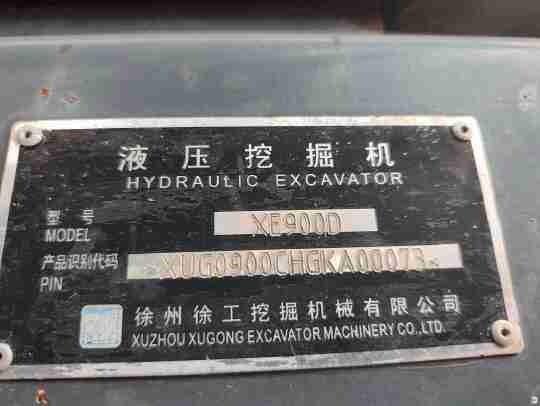 液压挖掘机
HYDRAULIC EXCAVATOR
型号 XE900D
MODEL
产品识别代码 *XUG0900CHGKA00073*
PIN
徐州徐工挖掘机械有限公司
XUZHOU XUGONG EXCAVATOR MACHINERY CO.,LTD.